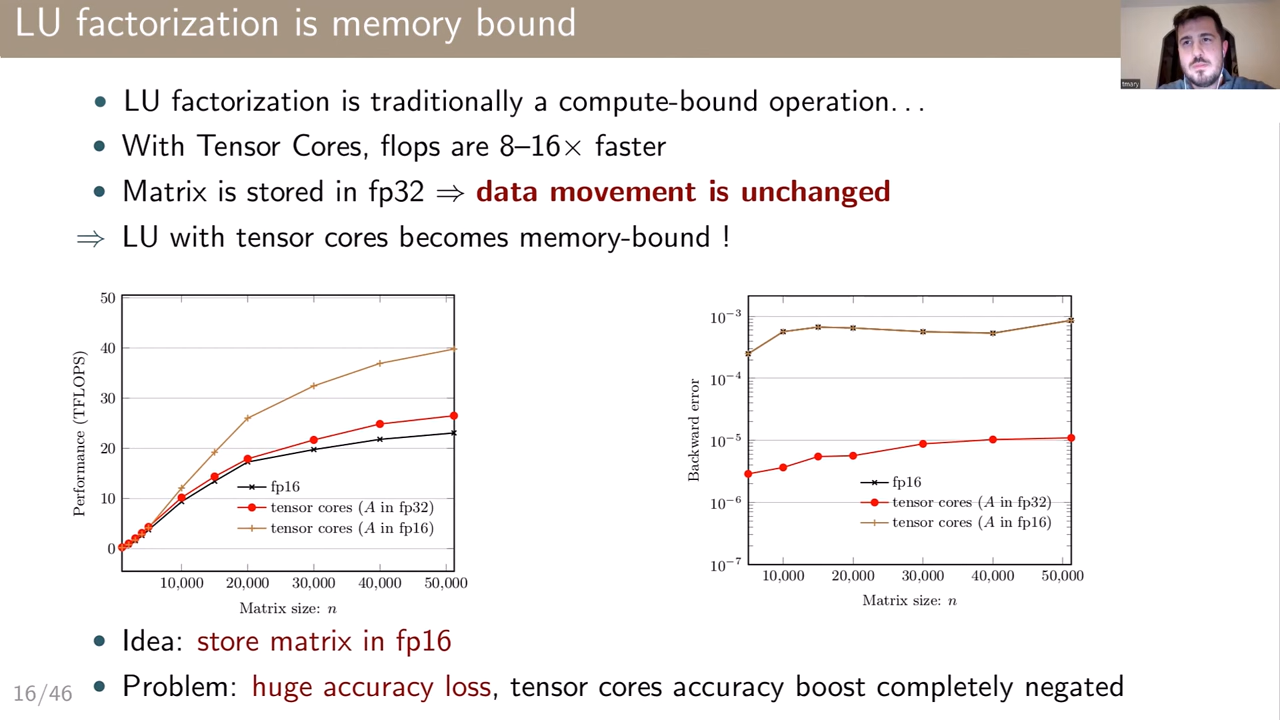 LU factorization is memory bound
tmary
• LU factorization is traditionally a compute-bound operation...
• With Tensor Cores, flops are 8–16× faster
• Matrix is stored in fp32 ⇒ data movement is unchanged
⇒ LU with tensor cores becomes memory-bound !
50
40
30
20
10
0
Performance (TFLOPS)
fp16
tensor cores (A in fp32)
tensor cores (A in fp16)
10,000 20,000 30,000 40,000 50,000
Matrix size: n
10⁻³
10⁻⁴
10⁻⁵
10⁻⁶
10⁻⁷
Backward error
fp16
tensor cores (A in fp32)
tensor cores (A in fp16)
10,000 20,000 30,000 40,000 50,000
Matrix size: n
• Idea: store matrix in fp16
• Problem: huge accuracy loss, tensor cores accuracy boost completely negated
16/46